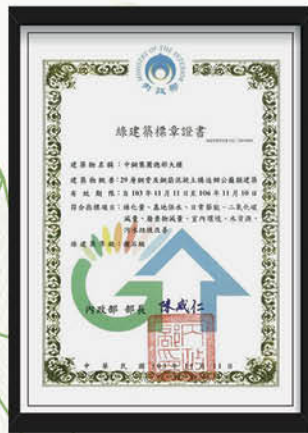 MINISTRY OF THE INTERIOR
內政部
綠建築標章證書
建築物名稱：中鋼集團總部大樓
建築物概要：29層鋼骨及鋼筋混凝土構造辦公廳類建築
有效期限：自103年11月11日至106年11月10日
符合指標項目：綠化量、基地保水、日常節能、二氧化碳
減量、廢棄物減量、室內環境、水資源、
污水垃圾改善
綠建築等級：鑽石級
內政部 部長 陳威仁